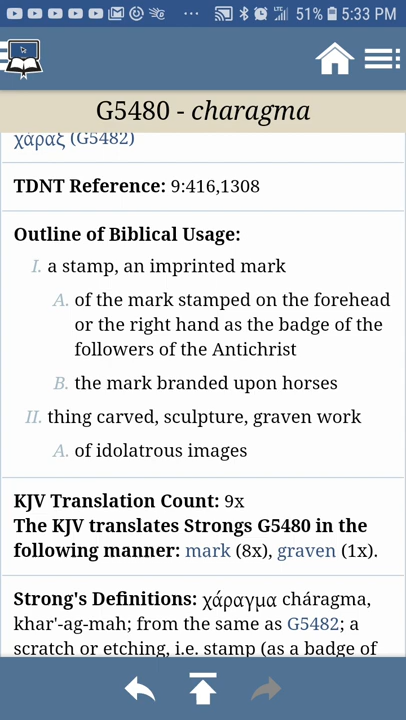 51% 5:33 PM
G5480 - charagma
χάραξ (G5482)
TDNT Reference: 9:416,1308
Outline of Biblical Usage:
I. a stamp, an imprinted mark
A. of the mark stamped on the forehead
or the right hand as the badge of the
followers of the Antichrist
B. the mark branded upon horses
II. thing carved, sculpture, graven work
A. of idolatrous images
KJV Translation Count: 9x
The KJV translates Strongs G5480 in the
following manner: mark (8x), graven (1x).
Strong's Definitions: χάραγμα cháragma,
khar'-ag-mah; from the same as G5482; a
scratch or etching, i.e. stamp (as a badge of